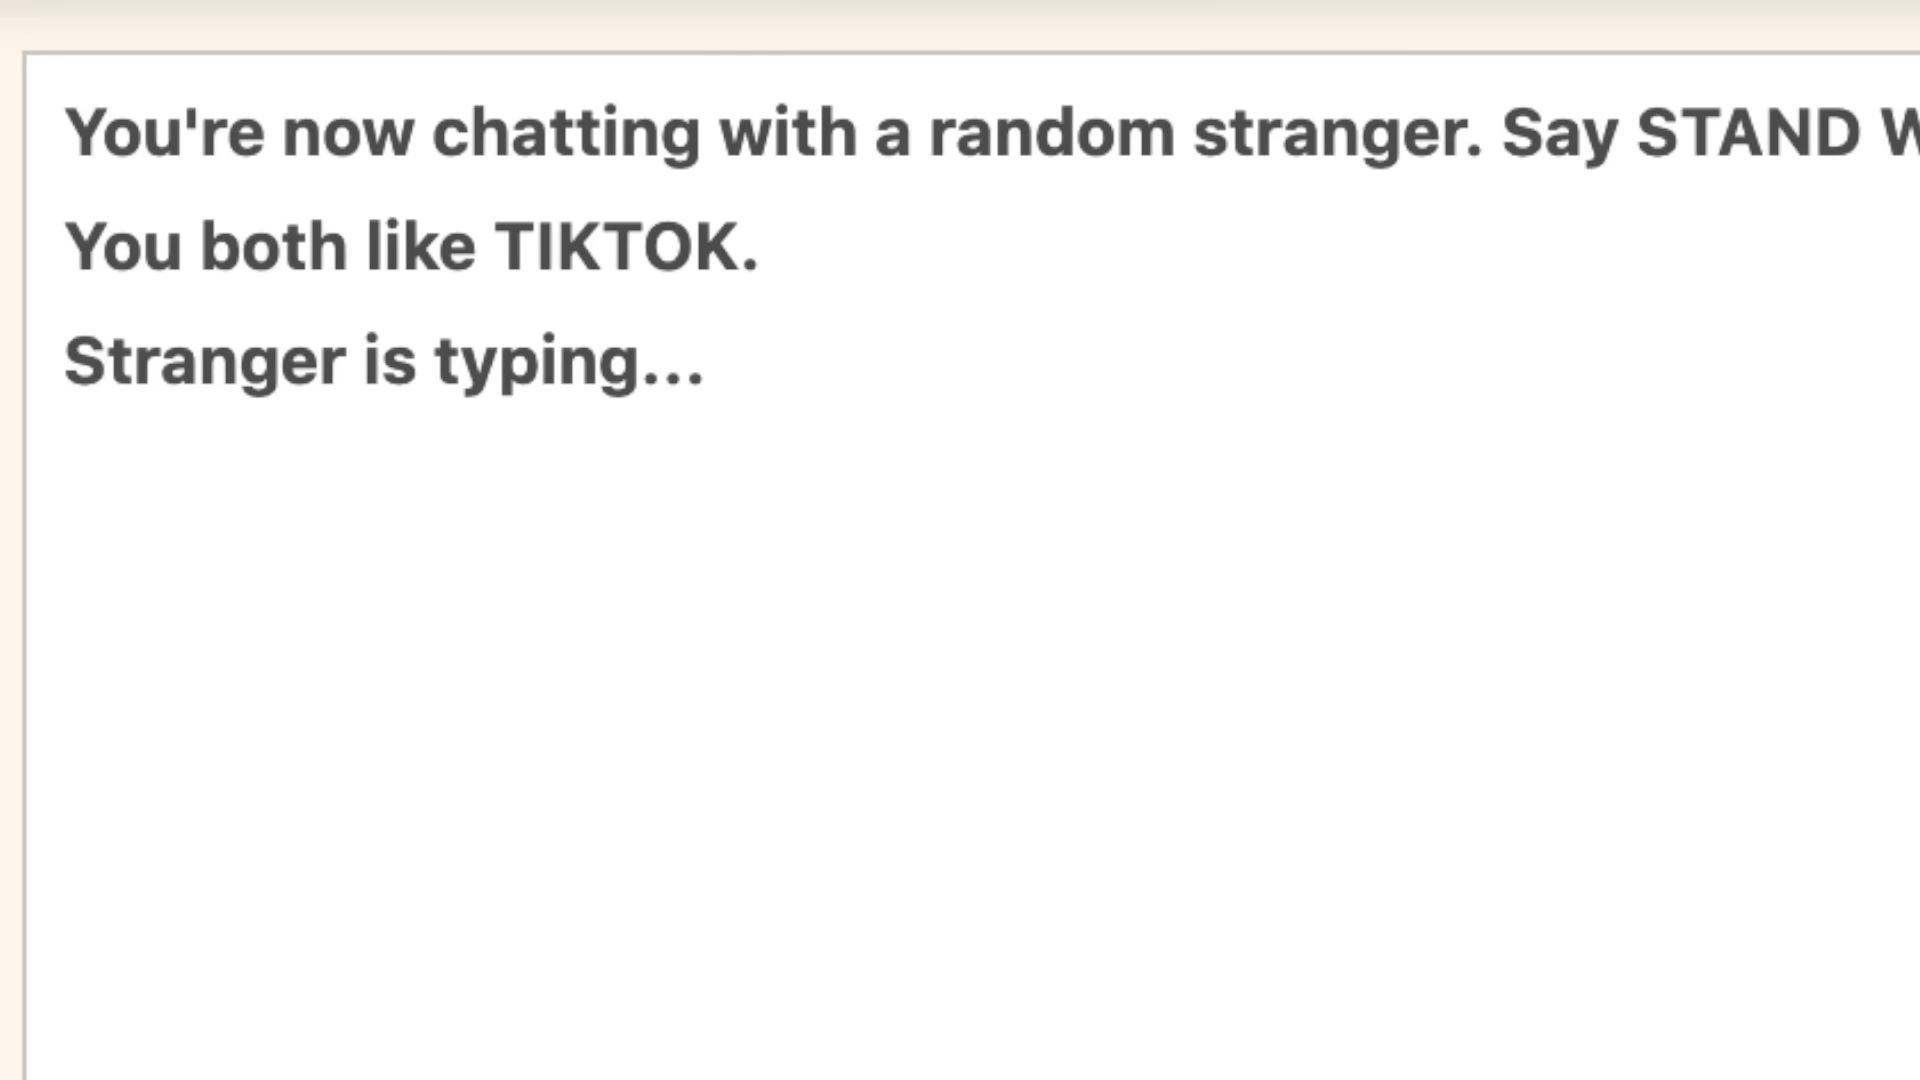 You're now chatting with a random stranger. Say STAND
You both like TIKTOK.
Stranger is typing...